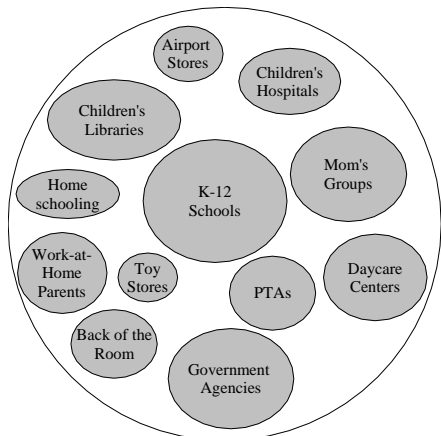 Airport
Stores
Children's
Hospitals
Children's
Libraries
Mom's
Groups
K-12
Schools
Home
schooling
Work-at-
Home
Parents
Toy
Stores
PTAs
Daycare
Centers
Back of the
Room
Government
Agencies